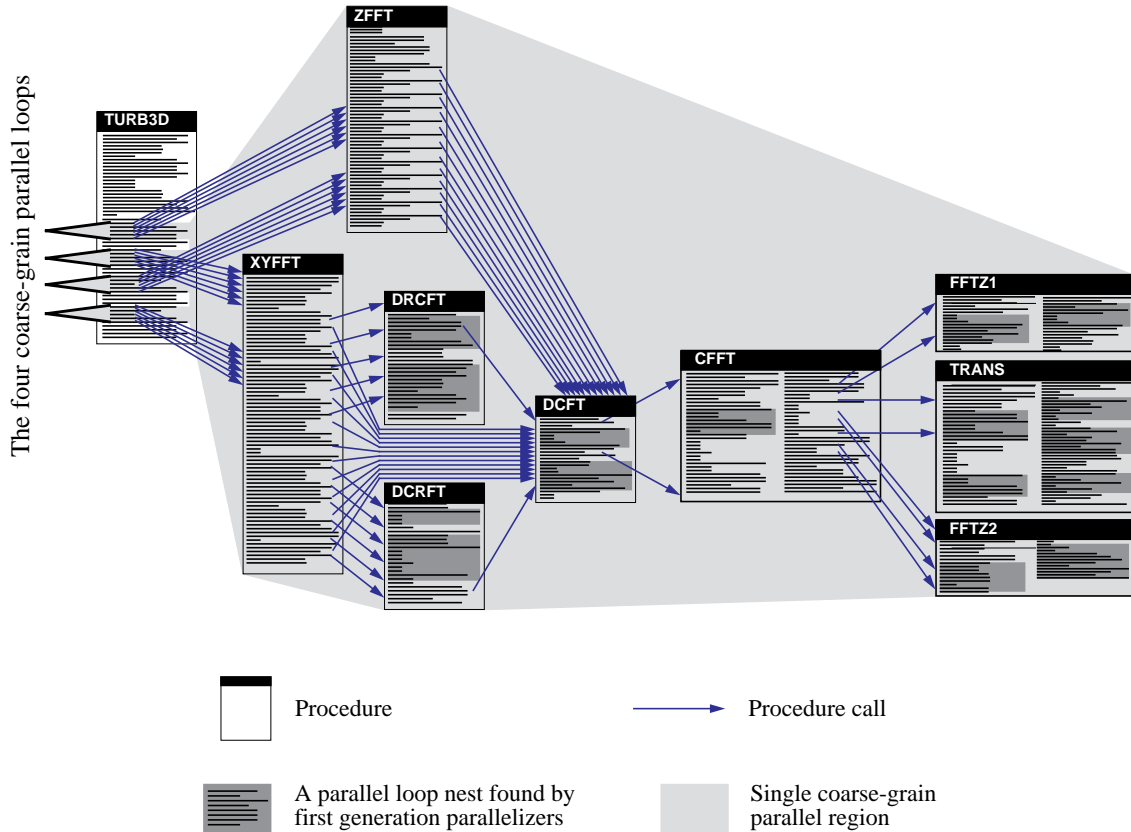 ZFFT
The four coarse-grain parallel loops
TURB3D
XYFFT
DRCFT
DCRFT
DCFT
CFFT
FFTZ1
TRANS
FFTZ2
Procedure
Procedure call
A parallel loop nest found by
first generation parallelizers
Single coarse-grain
parallel region